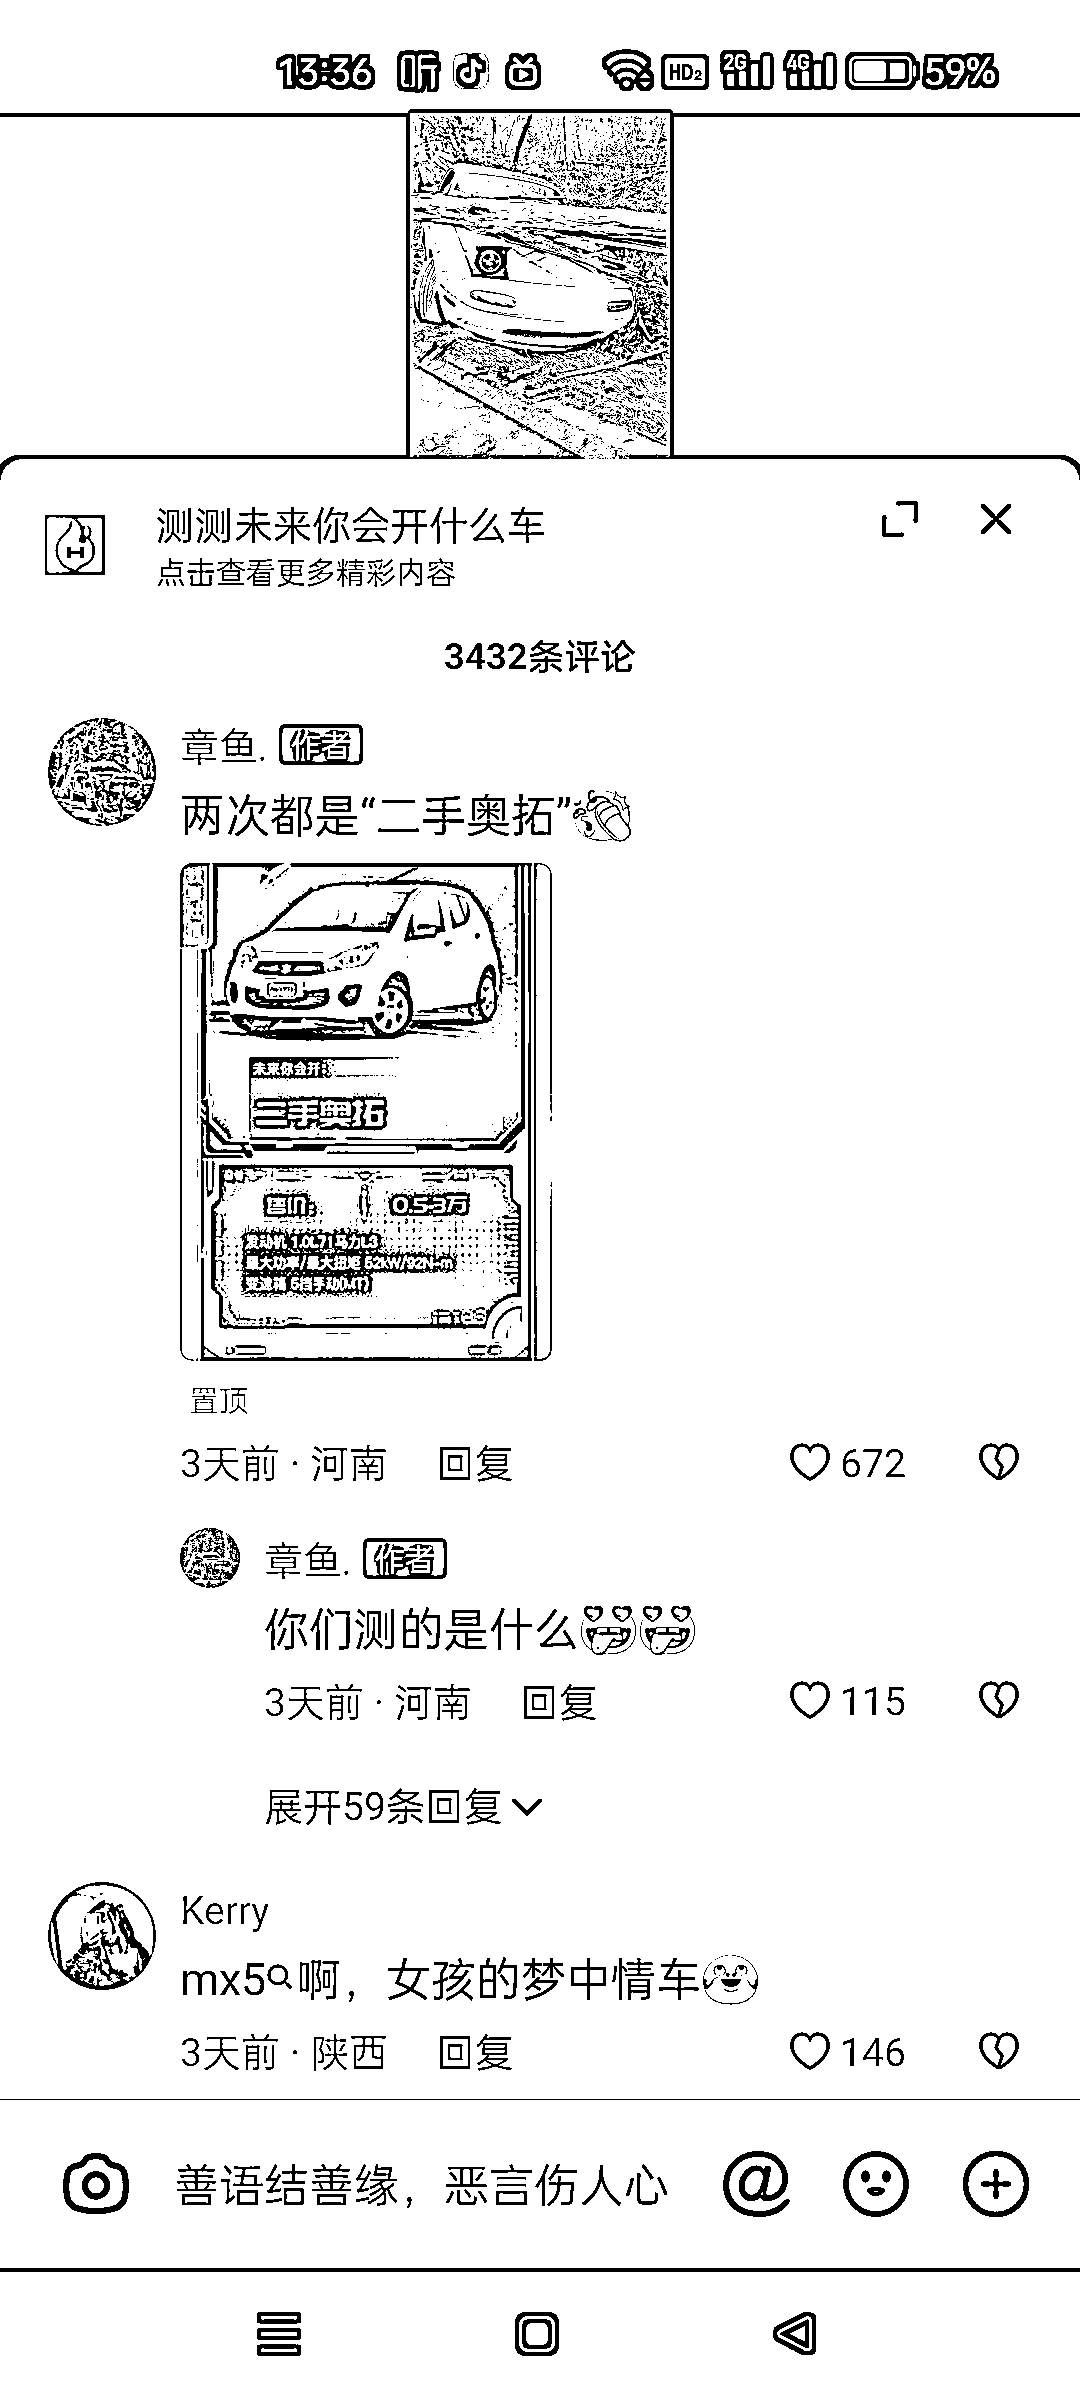 13:36 听 HD2 2G 4G 59%
测测未来你会开什么车
点击查看更多精彩内容
3432条评论
章鱼. 作者
两次都是“二手奥拓”
未来你会开:
二手奥拓
售价: 0.53万
发动机 1.0L71马力L3
最大功率/最大扭矩 52kW/92N·m
变速箱 5挡手动(MT)
置顶
3天前 · 河南 回复 672
章鱼. 作者
你们测的是什么
3天前 · 河南 回复 115
展开59条回复
Kerry
mx5啊，女孩的梦中情车
3天前 · 陕西 回复 146
善语结善缘，恶言伤人心